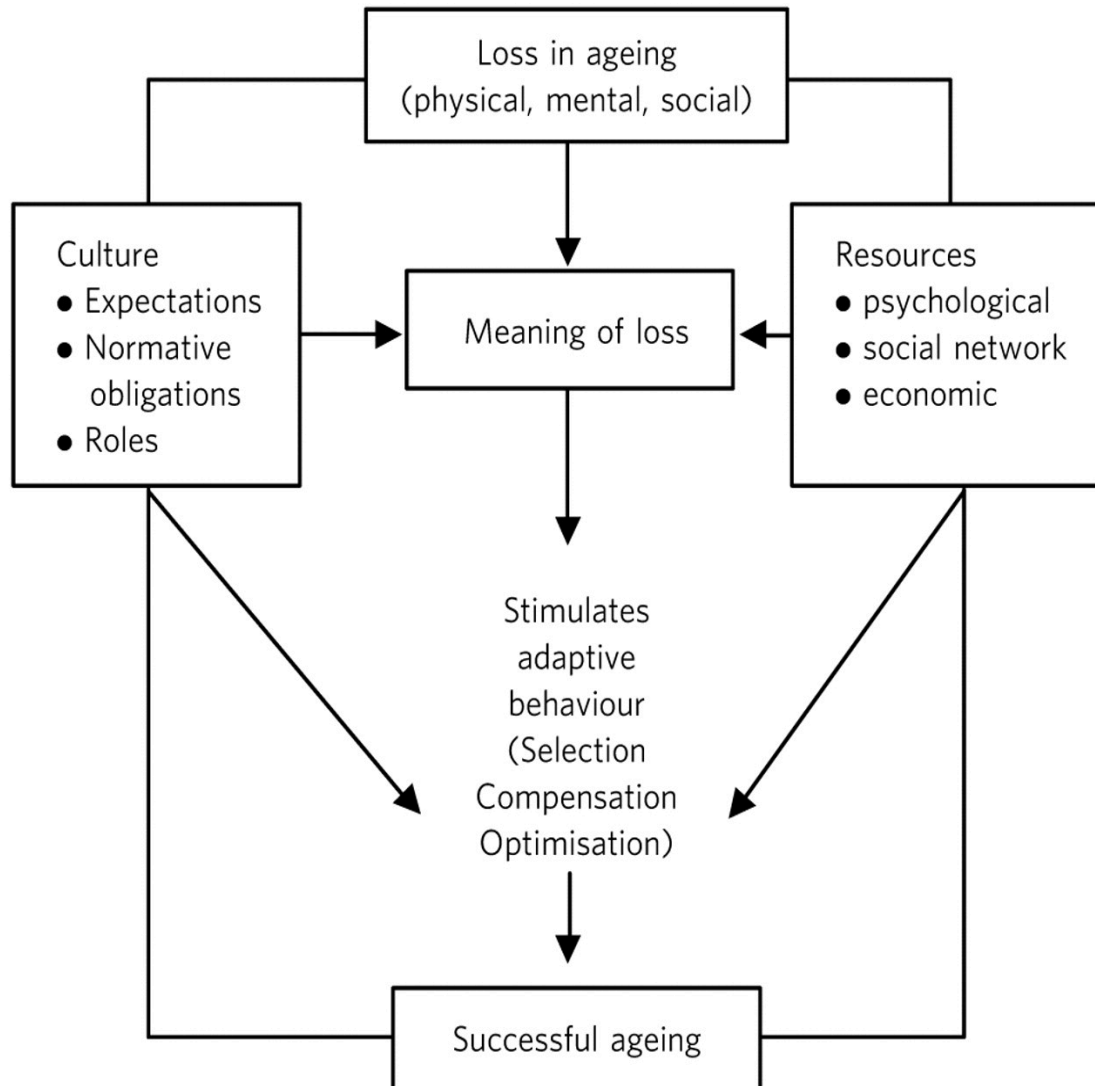 Loss in ageing
(physical, mental, social)
Culture
● Expectations
● Normative
obligations
● Roles
Meaning of loss
Resources
● psychological
● social network
● economic
Stimulates
adaptive
behaviour
(Selection
Compensation
Optimisation)
Successful ageing